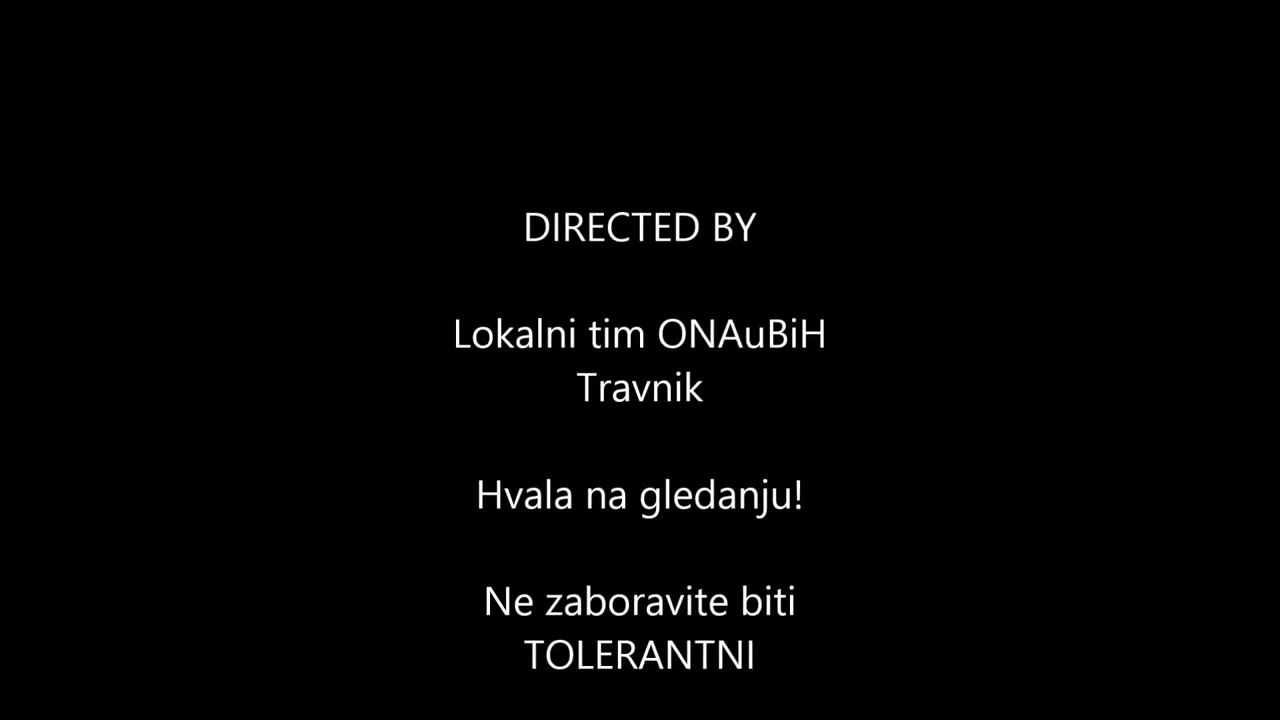 DIRECTED BY
Lokalni tim ONAuBiH
Travnik
Hvala na gledanju!
Ne zaboravite biti
TOLERANTNI